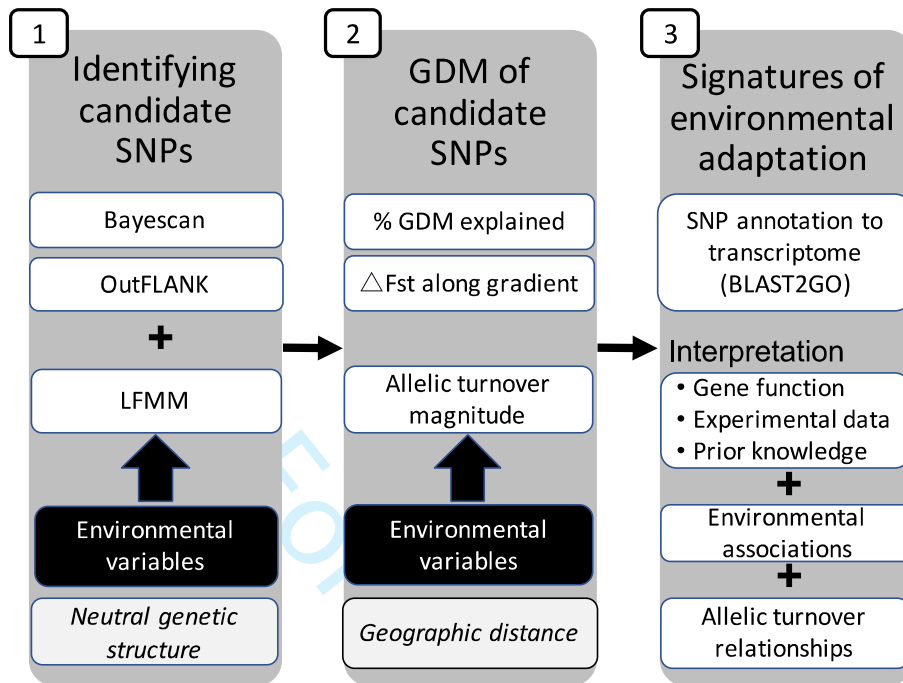 1
Identifying
candidate
SNPs
Bayescan
OutFLANK
+
LFMM
Environmental
variables
Neutral genetic
structure
2
GDM of
candidate
SNPs
% GDM explained
△Fst along gradient
Allelic turnover
magnitude
Environmental
variables
Geographic distance
3
Signatures of
environmental
adaptation
SNP annotation to
transcriptome
(BLAST2GO)
Interpretation
• Gene function
• Experimental data
• Prior knowledge
+
Environmental
associations
+
Allelic turnover
relationships